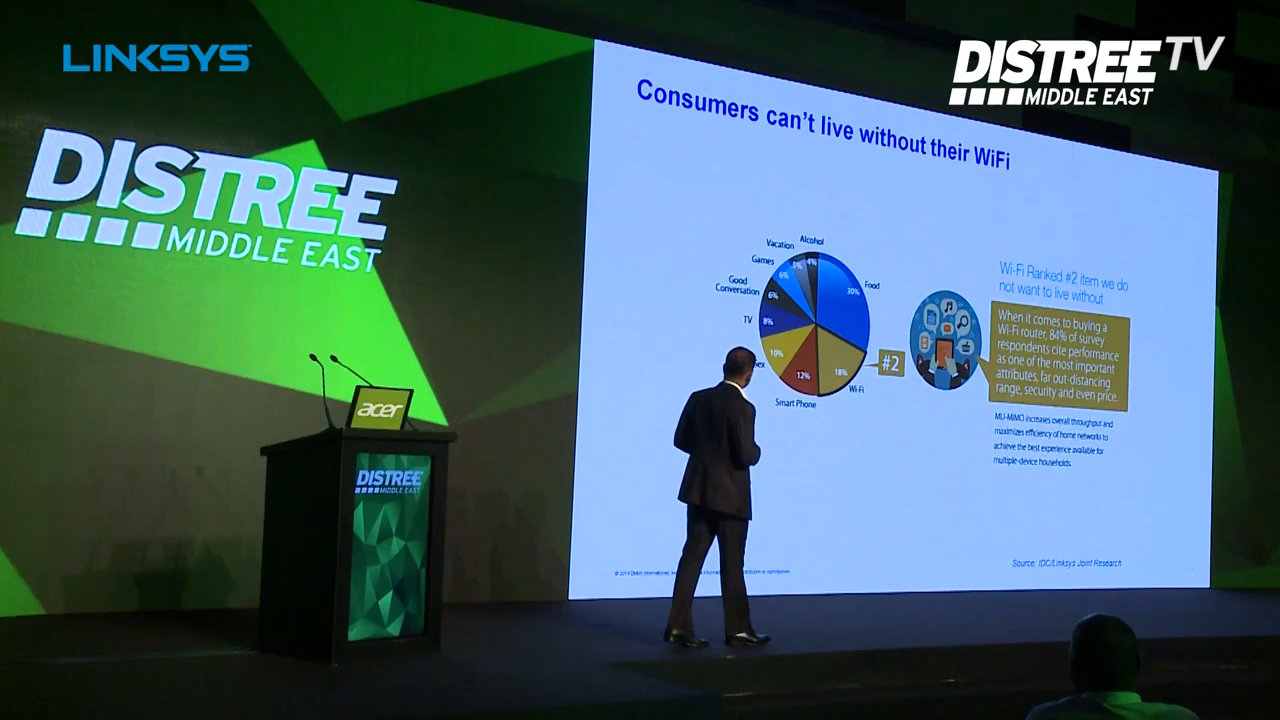 LINKSYS
DISTREE TV
MIDDLE EAST
DISTREE
MIDDLE EAST
Consumers can't live without their WiFi
Alcohol
Vacation
Games
Good
Conversation
TV
Smart Phone
Wi-Fi
Food
4%
5%
6%
6%
8%
10%
12%
18%
30%
#2
Wi-Fi Ranked #2 item we do
not want to live without
When it comes to buying a
Wi-Fi router, 84% of survey
respondents cite performance
as one of the most important
attributes, far out-distancing
range, security and even price.
MU-MIMO increases overall throughput and
maximizes efficiency of home networks to
achieve the best experience available for
multiple-device households.
Source: IDC/Linksys Joint Research
acer
DISTREE
MIDDLE EAST